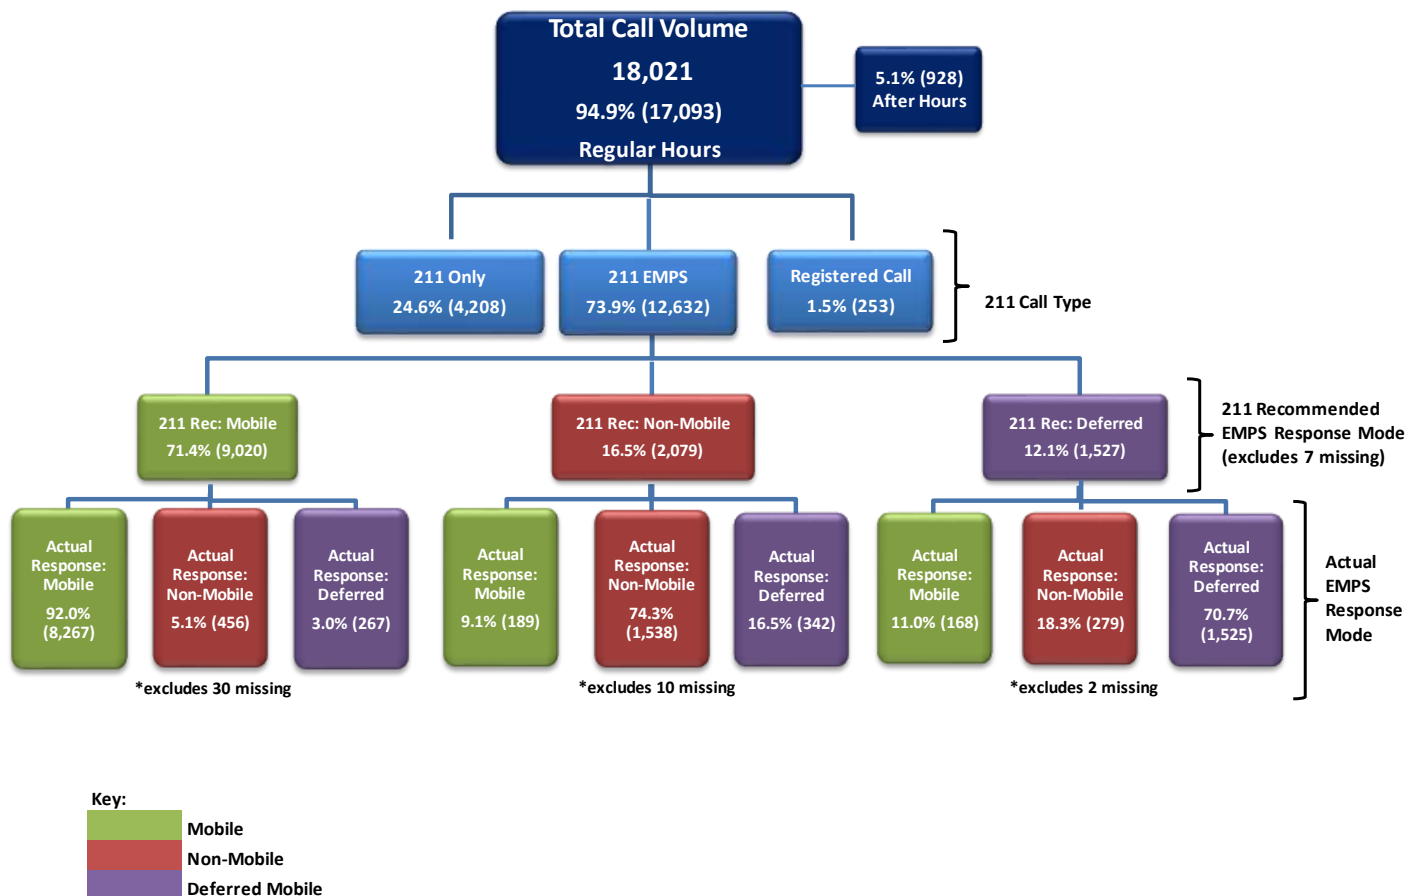 Total Call Volume
18,021
94.9% (17,093)
Regular Hours
5.1% (928)
After Hours
211 Only
24.6% (4,208)
211 EMPS
73.9% (12,632)
Registered Call
1.5% (253)
211 Call Type
211 Rec: Mobile
71.4% (9,020)
211 Rec: Non-Mobile
16.5% (2,079)
211 Rec: Deferred
12.1% (1,527)
211 Recommended
EMPS Response Mode
(excludes 7 missing)
Actual
Response:
Mobile
92.0%
(8,267)
Actual
Response:
Non-Mobile
5.1% (456)
Actual
Response:
Deferred
3.0% (267)
*excludes 30 missing
Actual
Response:
Mobile
9.1% (189)
Actual
Response:
Non-Mobile
74.3%
(1,538)
Actual
Response:
Deferred
16.5% (342)
*excludes 10 missing
Actual
Response:
Mobile
11.0% (168)
Actual
Response:
Non-Mobile
18.3% (279)
Actual
Response:
Deferred
70.7%
(1,525)
*excludes 2 missing
Actual
EMPS
Response
Mode
Key:
Mobile
Non-Mobile
Deferred Mobile